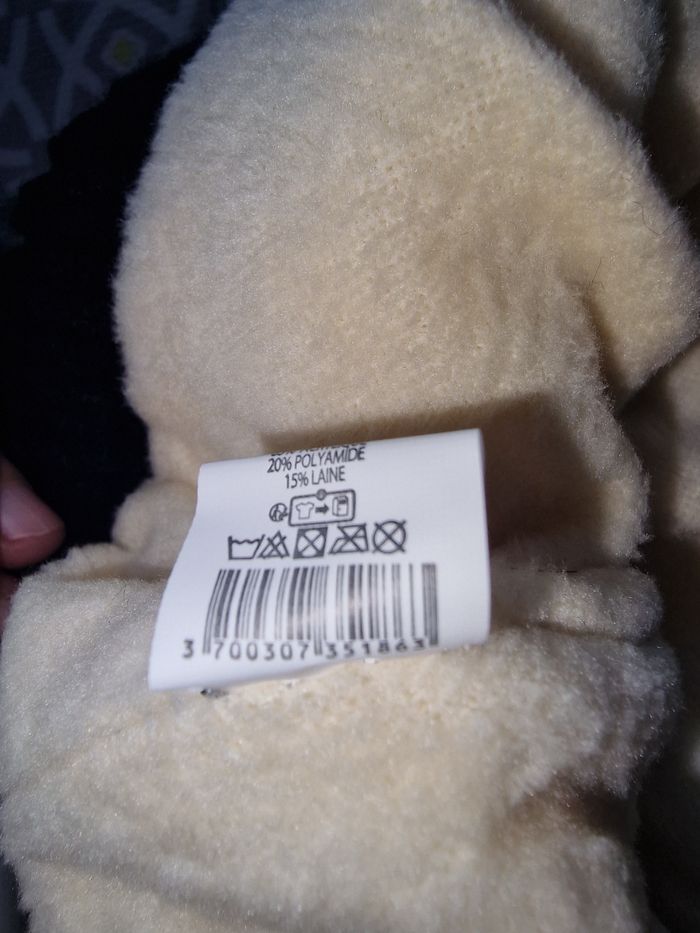 20% POLYAMIDE
15% LAINE
3 700307 351863